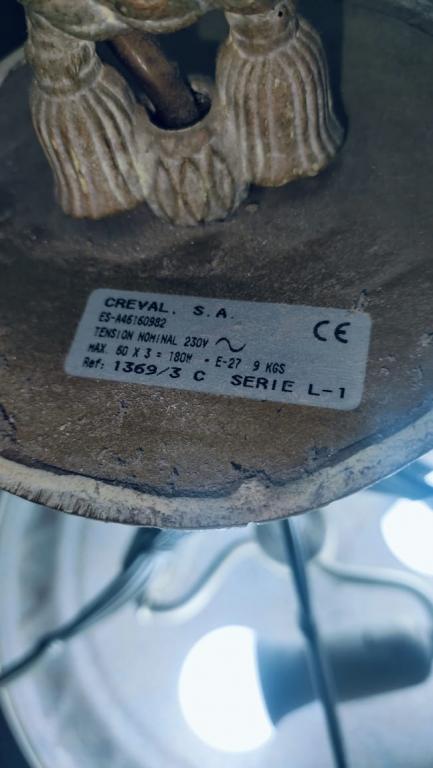 CREVAL, S.A.
ES-A46160982
TENSION NOMINAL 230V ~
CE
MAX. 60 X 3 = 180W - E-27 9 KGS
Ref: 1369/3 C SERIE L-1